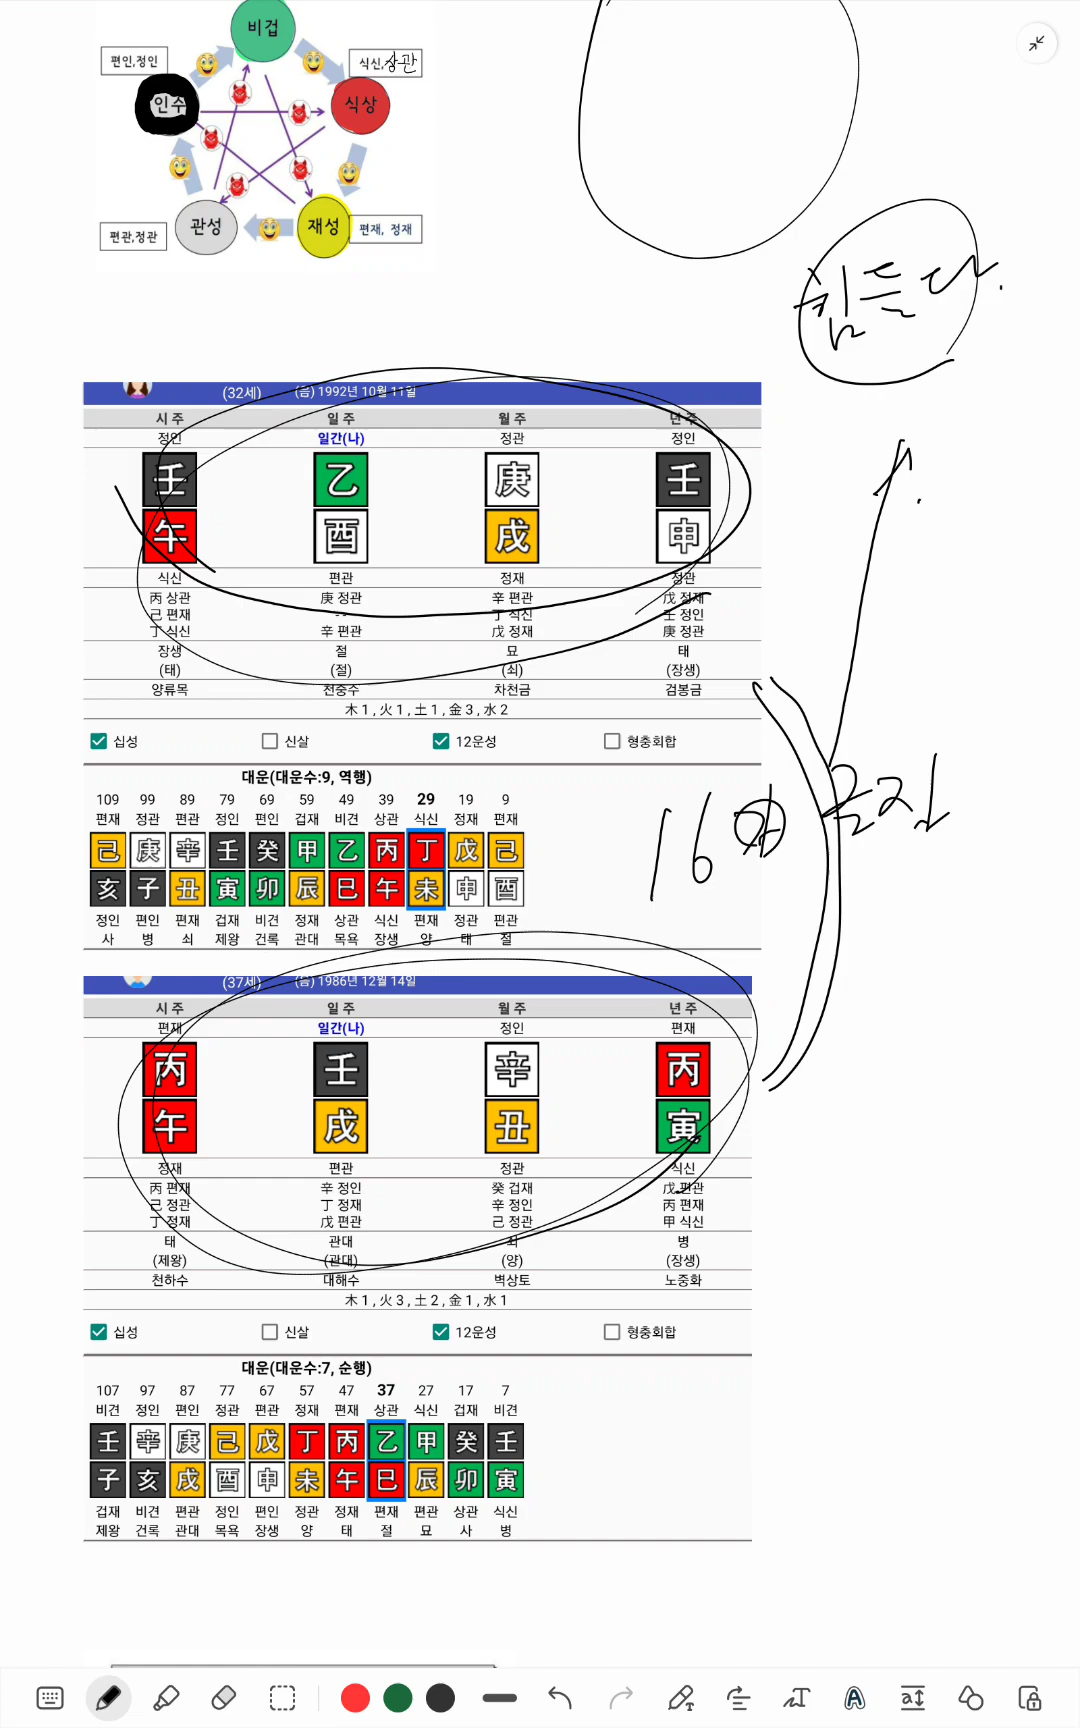 비겁
편인,정인
식신,상관
인수
식상
관성
재성
편관,정관
편재, 정재
힘들다.
(32세) (음) 1992년 10월 11일
시 주 일 주 월 주 년 주
정인 일간(나) 정관 정인
壬 乙 庚 壬
午 酉 戌 申
식신 편관 정재 정관
丙 상관 庚 정관 辛 편관 戊 정재
己 편재 -- 丁 식신 壬 정인
丁 식신 辛 편관 戊 정재 庚 정관
장생 절 묘 태
(태) (절) (쇠) (장생)
양류목 천중수 차천금 검봉금
木1,火1,土1,金3,水2
십성 신살 12운성 형충회합
대운(대운수:9, 역행)
109 99 89 79 69 59 49 39 29 19 9
편재 정관 편관 정인 편인 겁재 비견 상관 식신 정재 편재
己 庚 辛 壬 癸 甲 乙 丙 丁 戊 己
亥 子 丑 寅 卯 辰 巳 午 未 申 酉
정인 편인 편재 겁재 비견 정재 상관 식신 편재 정관 편관
사 병 쇠 제왕 건록 관대 목욕 장생 양 태 절
(37세) (음) 1986년 12월 14일
시 주 일 주 월 주 년 주
편재 일간(나) 정인 편재
丙 壬 辛 丙
午 戌 丑 寅
정재 편관 정관 식신
丙 편재 辛 정인 癸 겁재 戊 편관
己 정관 丁 정재 辛 정인 丙 편재
丁 정재 戊 편관 己 정관 甲 식신
태 관대 쇠 병
(제왕) (관대) (양) (장생)
천하수 대해수 벽상토 노중화
木1,火3,土2,金1,水1
십성 신살 12운성 형충회합
대운(대운수:7, 순행)
107 97 87 77 67 57 47 37 27 17 7
비견 정인 편인 정관 편관 정재 편재 상관 식신 겁재 비견
壬 辛 庚 己 戊 丁 丙 乙 甲 癸 壬
子 亥 戌 酉 申 未 午 巳 辰 卯 寅
겁재 비견 편관 정인 편인 정관 정재 편재 편관 상관 식신
제왕 건록 관대 목욕 장생 양 태 절 묘 사 병